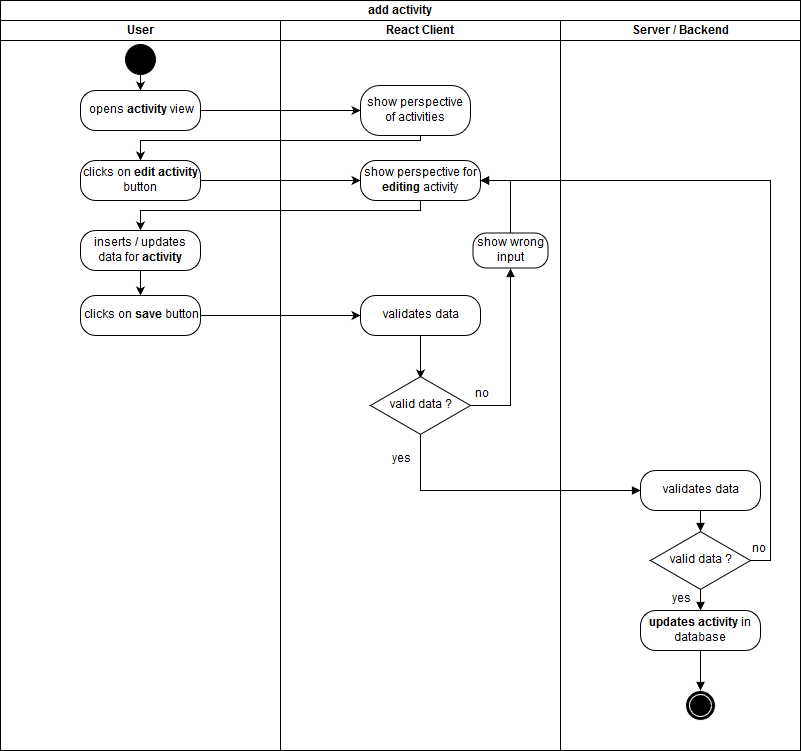 add activity
User
React Client
Server / Backend
opens activity view
show perspective
of activities
clicks on edit activity
button
show perspective for
editing activity
inserts / updates
data for activity
show wrong
input
clicks on save button
validates data
valid data ?
no
yes
validates data
valid data ?
no
yes
updates activity in
database